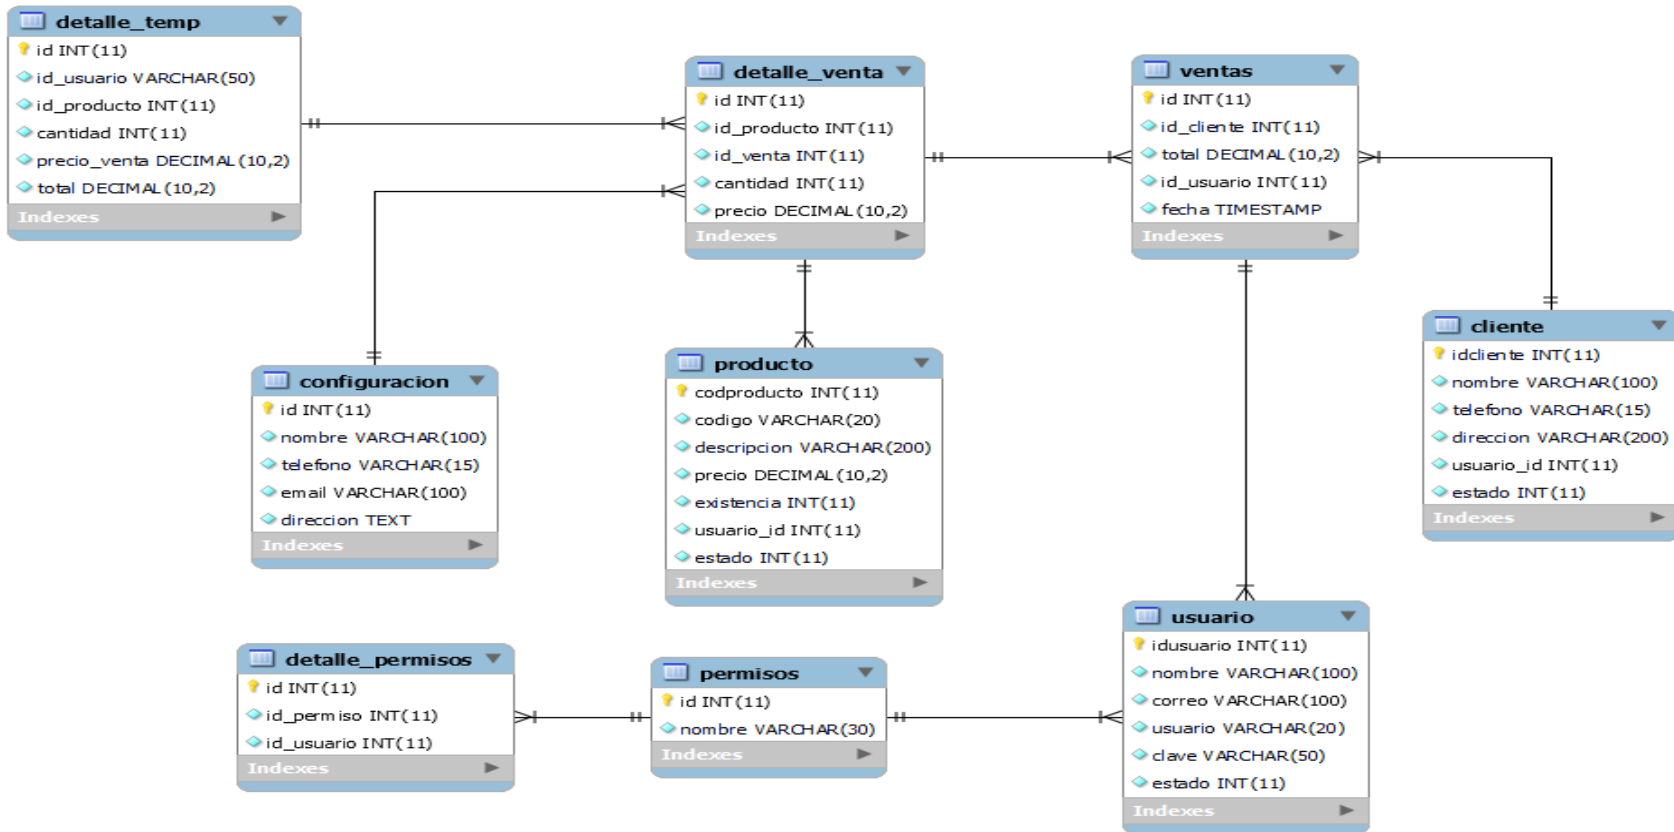 detalle_temp
id INT(11)
id_usuario VARCHAR(50)
id_producto INT(11)
cantidad INT(11)
precio_venta DECIMAL(10,2)
total DECIMAL(10,2)
Indexes
detalle_venta
id INT(11)
id_producto INT(11)
id_venta INT(11)
cantidad INT(11)
precio DECIMAL(10,2)
Indexes
ventas
id INT(11)
id_cliente INT(11)
total DECIMAL(10,2)
id_usuario INT(11)
fecha TIMESTAMP
Indexes
cliente
idcliente INT(11)
nombre VARCHAR(100)
telefono VARCHAR(15)
direccion VARCHAR(200)
usuario_id INT(11)
estado INT(11)
Indexes
configuracion
id INT(11)
nombre VARCHAR(100)
telefono VARCHAR(15)
email VARCHAR(100)
direccion TEXT
Indexes
producto
codproducto INT(11)
codigo VARCHAR(20)
descripcion VARCHAR(200)
precio DECIMAL(10,2)
existencia INT(11)
usuario_id INT(11)
estado INT(11)
Indexes
detalle_permisos
id INT(11)
id_permiso INT(11)
id_usuario INT(11)
Indexes
permisos
id INT(11)
nombre VARCHAR(30)
Indexes
usuario
idusuario INT(11)
nombre VARCHAR(100)
correo VARCHAR(100)
usuario VARCHAR(20)
clave VARCHAR(50)
estado INT(11)
Indexes